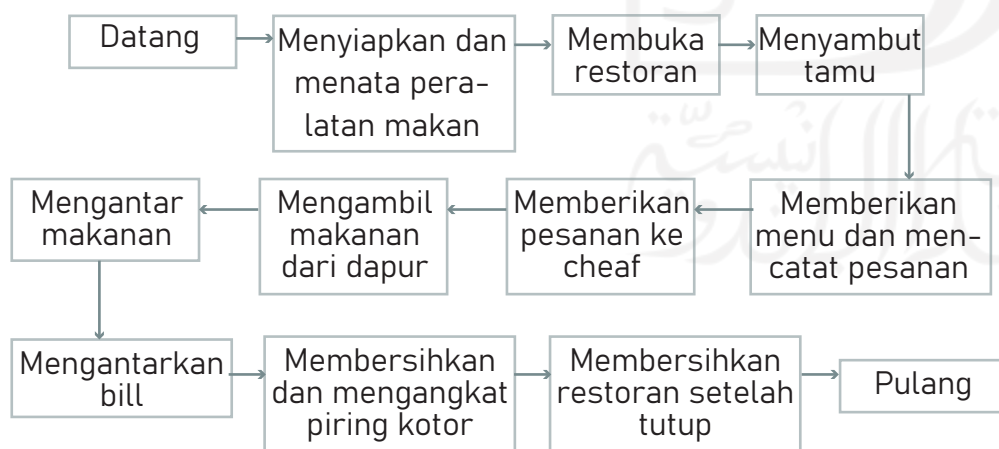 Datang
Menyiapkan dan
menata pera-
latan makan
Membuka
restoran
Menyambut
tamu
Memberikan
menu dan men-
catat pesanan
Memberikan
pesanan ke
cheaf
Mengambil
makanan
dari dapur
Mengantar
makanan
Mengantarkan
bill
Membersihkan
dan mengangkat
piring kotor
Membersihkan
restoran setelah
tutup
Pulang